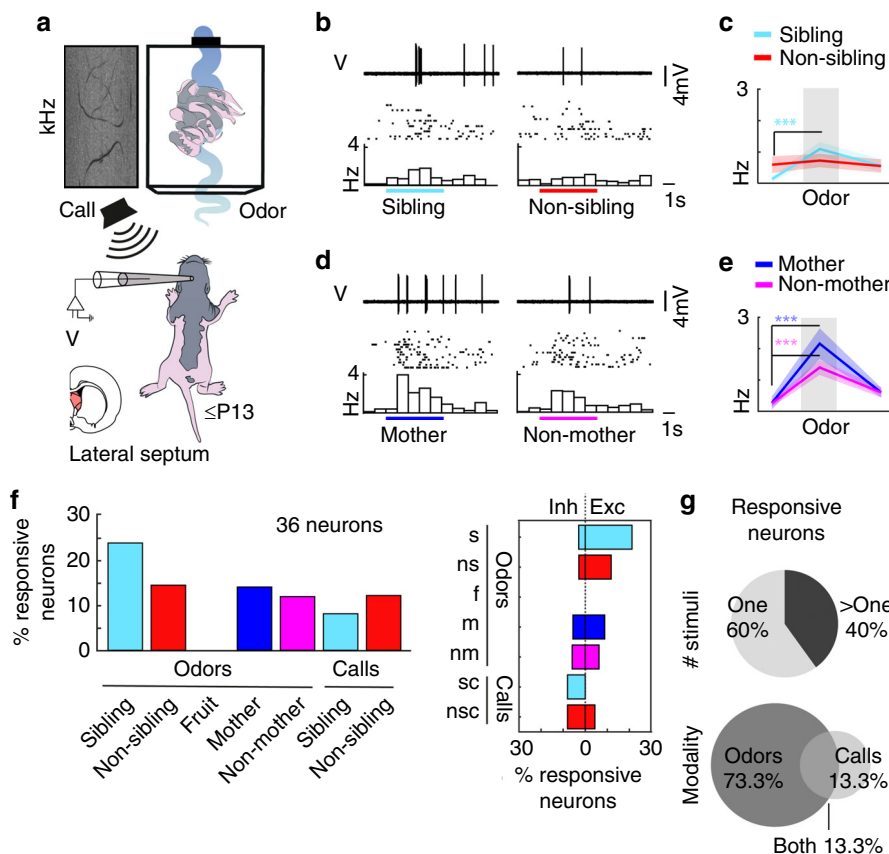 a
kHz
Call
Odor
V
≤P13
Lateral septum
b
V
4mV
4
Hz
Sibling
Non-sibling
1s
c
Sibling
Non-sibling
3
***
Hz
Odor
d
V
4mV
4
Hz
Mother
Non-mother
1s
e
Mother
Non-mother
3
***
***
Hz
Odor
f
% responsive
neurons
30
20
10
0
36 neurons
Odors
Calls
Sibling
Non-sibling
Fruit
Mother
Non-mother
Sibling
Non-sibling
Inh Exc
Odors
Calls
s
ns
f
m
nm
sc
nsc
30 0 30
% responsive
neurons
g
Responsive
neurons
# stimuli
One
60%
>One
40%
Modality
Odors
73.3%
Calls
13.3%
Both 13.3%